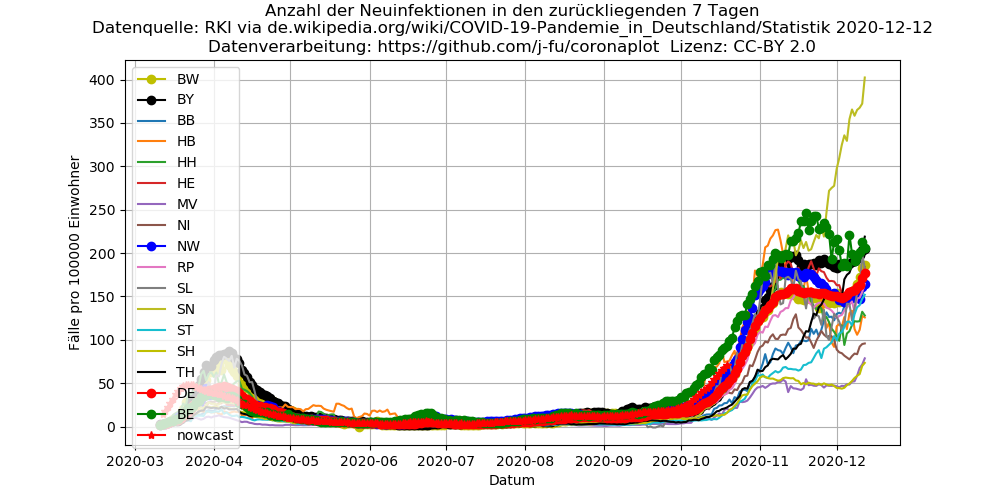 Anzahl der Neuinfektionen in den zurückliegenden 7 Tagen
Datenquelle: RKI via de.wikipedia.org/wiki/COVID-19-Pandemie_in_Deutschland/Statistik 2020-12-12
Datenverarbeitung: https://github.com/j-fu/coronaplot  Lizenz: CC-BY 2.0
Fälle pro 100000 Einwohner
400
350
300
250
200
150
100
50
0
BW
BY
BB
HB
HH
HE
MV
NI
NW
RP
SL
SN
ST
SH
TH
DE
BE
nowcast
2020-03 2020-04 2020-05 2020-06 2020-07 2020-08 2020-09 2020-10 2020-11 2020-12
Datum